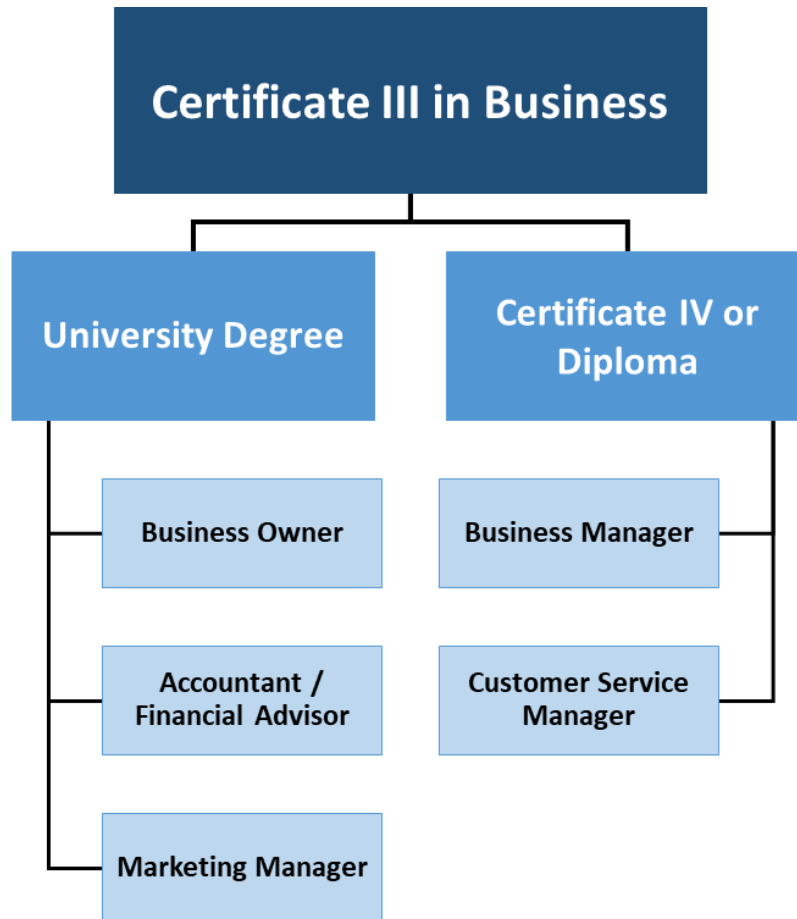 Certificate III in Business
University Degree
Certificate IV or
Diploma
Business Owner
Business Manager
Accountant /
Financial Advisor
Customer Service
Manager
Marketing Manager